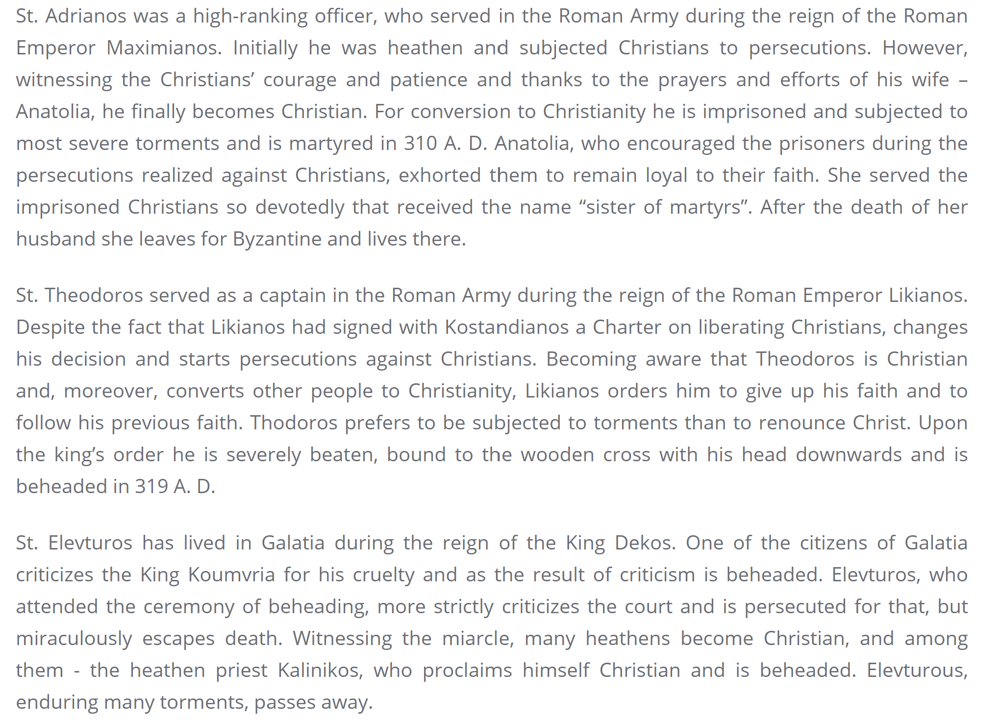 St. Adrianos was a high-ranking officer, who served in the Roman Army during the reign of the Roman
Emperor Maximianos. Initially he was heathen and subjected Christians to persecutions. However,
witnessing the Christians’ courage and patience and thanks to the prayers and efforts of his wife –
Anatolia, he finally becomes Christian. For conversion to Christianity he is imprisoned and subjected to
most severe torments and is martyred in 310 A. D. Anatolia, who encouraged the prisoners during the
persecutions realized against Christians, exhorted them to remain loyal to their faith. She served the
imprisoned Christians so devotedly that received the name “sister of martyrs”. After the death of her
husband she leaves for Byzantine and lives there.
St. Theodoros served as a captain in the Roman Army during the reign of the Roman Emperor Likianos.
Despite the fact that Likianos had signed with Kostandianos a Charter on liberating Christians, changes
his decision and starts persecutions against Christians. Becoming aware that Theodoros is Christian
and, moreover, converts other people to Christianity, Likianos orders him to give up his faith and to
follow his previous faith. Thodoros prefers to be subjected to torments than to renounce Christ. Upon
the king’s order he is severely beaten, bound to the wooden cross with his head downwards and is
beheaded in 319 A. D.
St. Elevturos has lived in Galatia during the reign of the King Dekos. One of the citizens of Galatia
criticizes the King Koumvria for his cruelty and as the result of criticism is beheaded. Elevturos, who
attended the ceremony of beheading, more strictly criticizes the court and is persecuted for that, but
miraculously escapes death. Witnessing the miarcle, many heathens become Christian, and among
them - the heathen priest Kalinikos, who proclaims himself Christian and is beheaded. Elevturous,
enduring many torments, passes away.